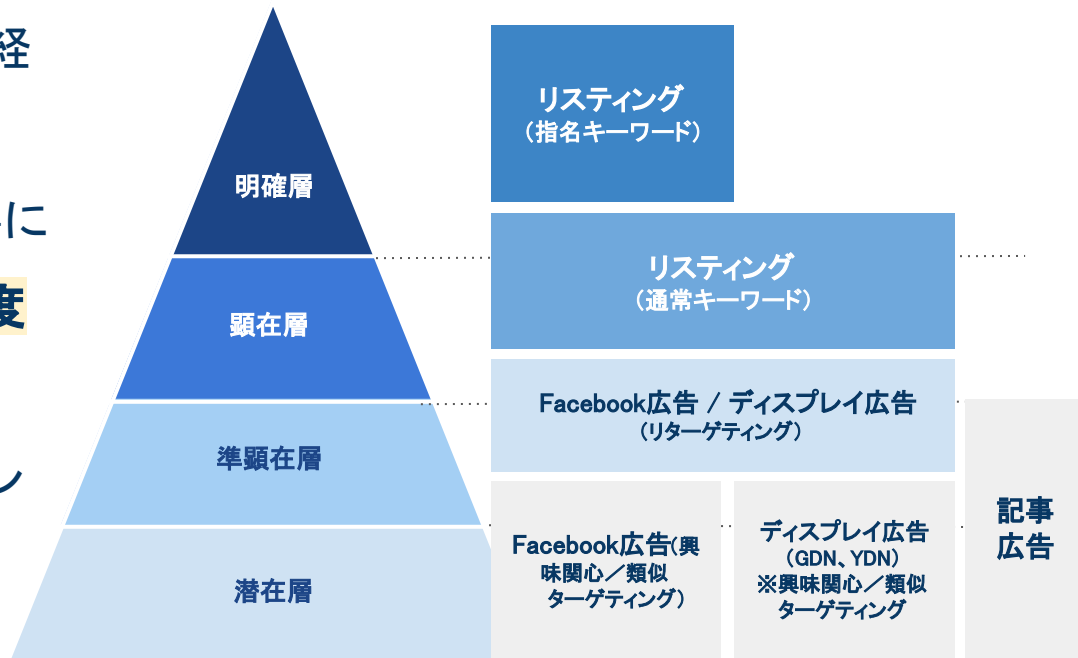 経
に
度
ン
明確層
顕在層
準顕在層
潜在層
リスティング
（指名キーワード）
リスティング
（通常キーワード）
Facebook広告 / ディスプレイ広告
（リターゲティング）
Facebook広告（興
味関心／類似
ターゲティング）
ディスプレイ広告
（GDN、YDN）
※興味関心／類似
ターゲティング
記事
広告